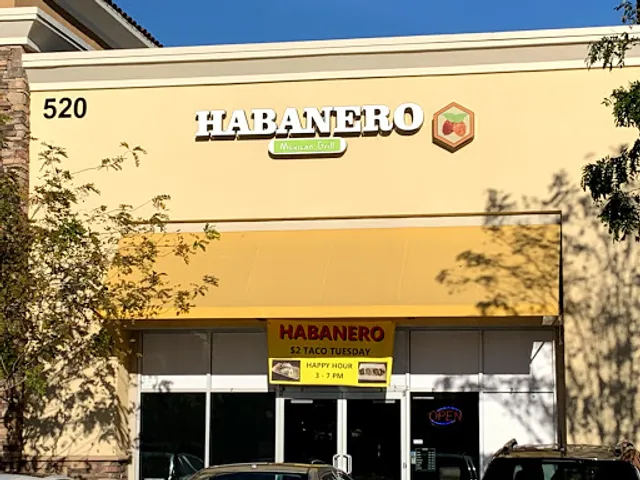 520
HABANERO
Mexican Grill
HABANERO
$2 TACO TUESDAY
HAPPY HOUR
3 - 7 PM
OPEN